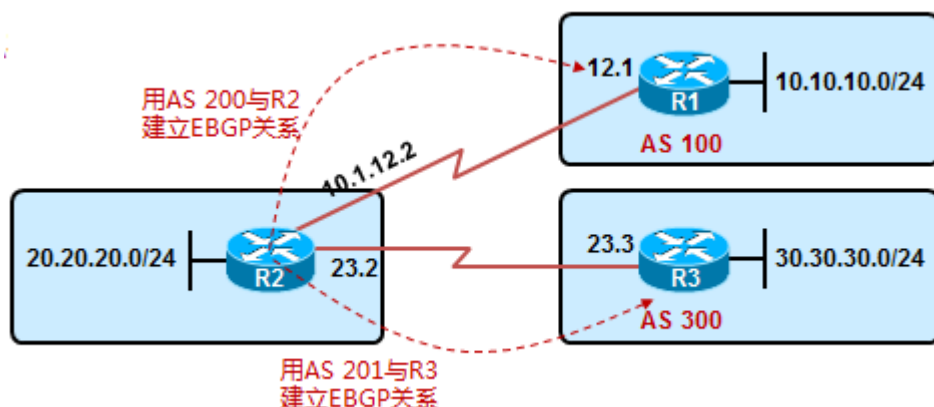 12.1
R1
10.10.10.0/24
AS 100
用AS 200与R2
建立EBGP关系
10.1.12.2
20.20.20.0/24
R2
23.2
23.3
R3
30.30.30.0/24
AS 300
用AS 201与R3
建立EBGP关系